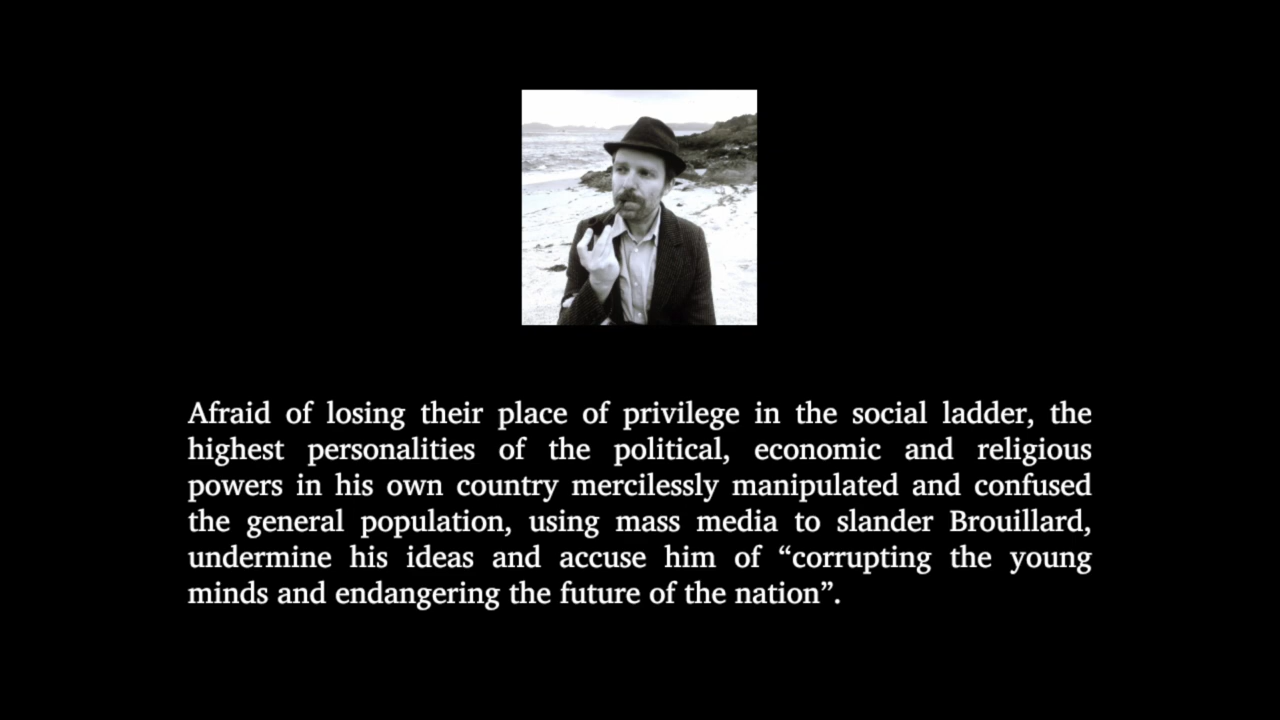 Afraid of losing their place of privilege in the social ladder, the
highest personalities of the political, economic and religious
powers in his own country mercilessly manipulated and confused
the general population, using mass media to slander Brouillard,
undermine his ideas and accuse him of “corrupting the young
minds and endangering the future of the nation”.